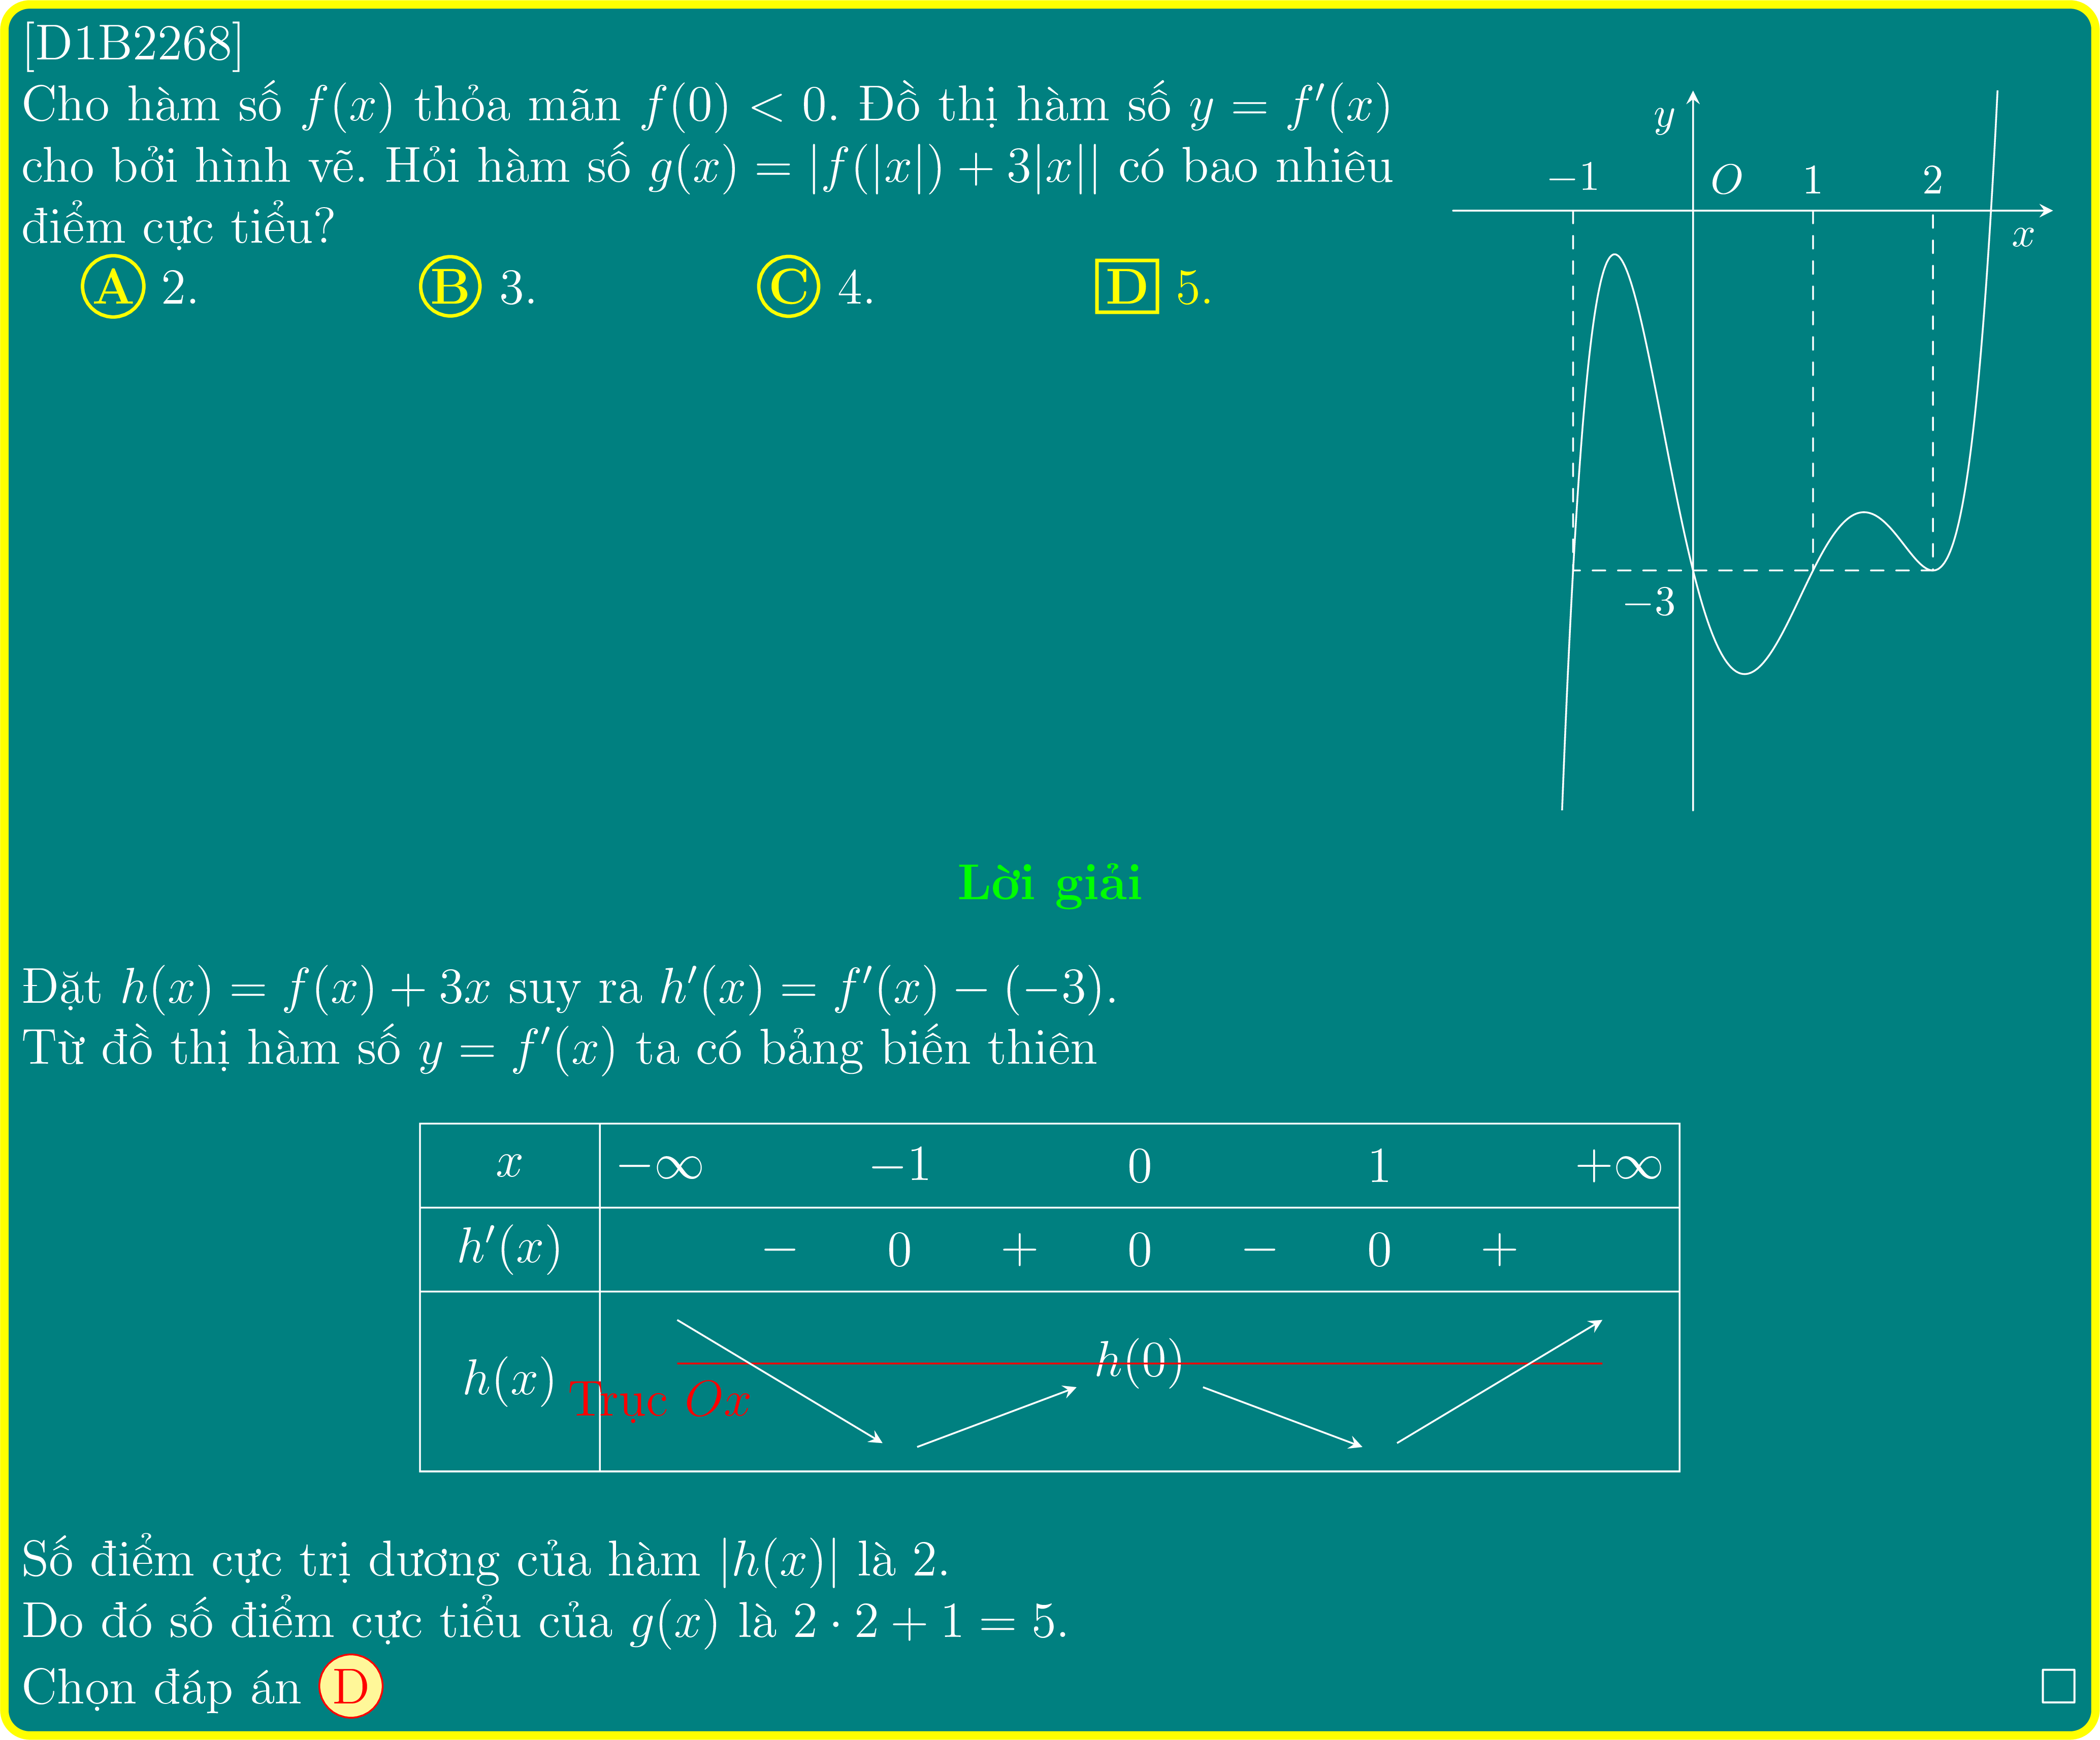 [D1B2268]
Cho hàm số f(x) thỏa mãn f(0) < 0. Đồ thị hàm số y = f′(x)
cho bởi hình vẽ. Hỏi hàm số g(x) = |f(|x|) + 3|x|| có bao nhiêu
điểm cực tiểu?
A 2. B 3. C 4. D 5.
y
−1 O 1 2
x
−3
Lời giải
Đặt h(x) = f(x) + 3x suy ra h′(x) = f′(x) − (−3).
Từ đồ thị hàm số y = f′(x) ta có bảng biến thiên
x −∞ −1 0 1 +∞
h′(x) − 0 + 0 − 0 +
h(x) h(0)
Trục Ox
Số điểm cực trị dương của hàm |h(x)| là 2.
Do đó số điểm cực tiểu của g(x) là 2 · 2 + 1 = 5.
Chọn đáp án D